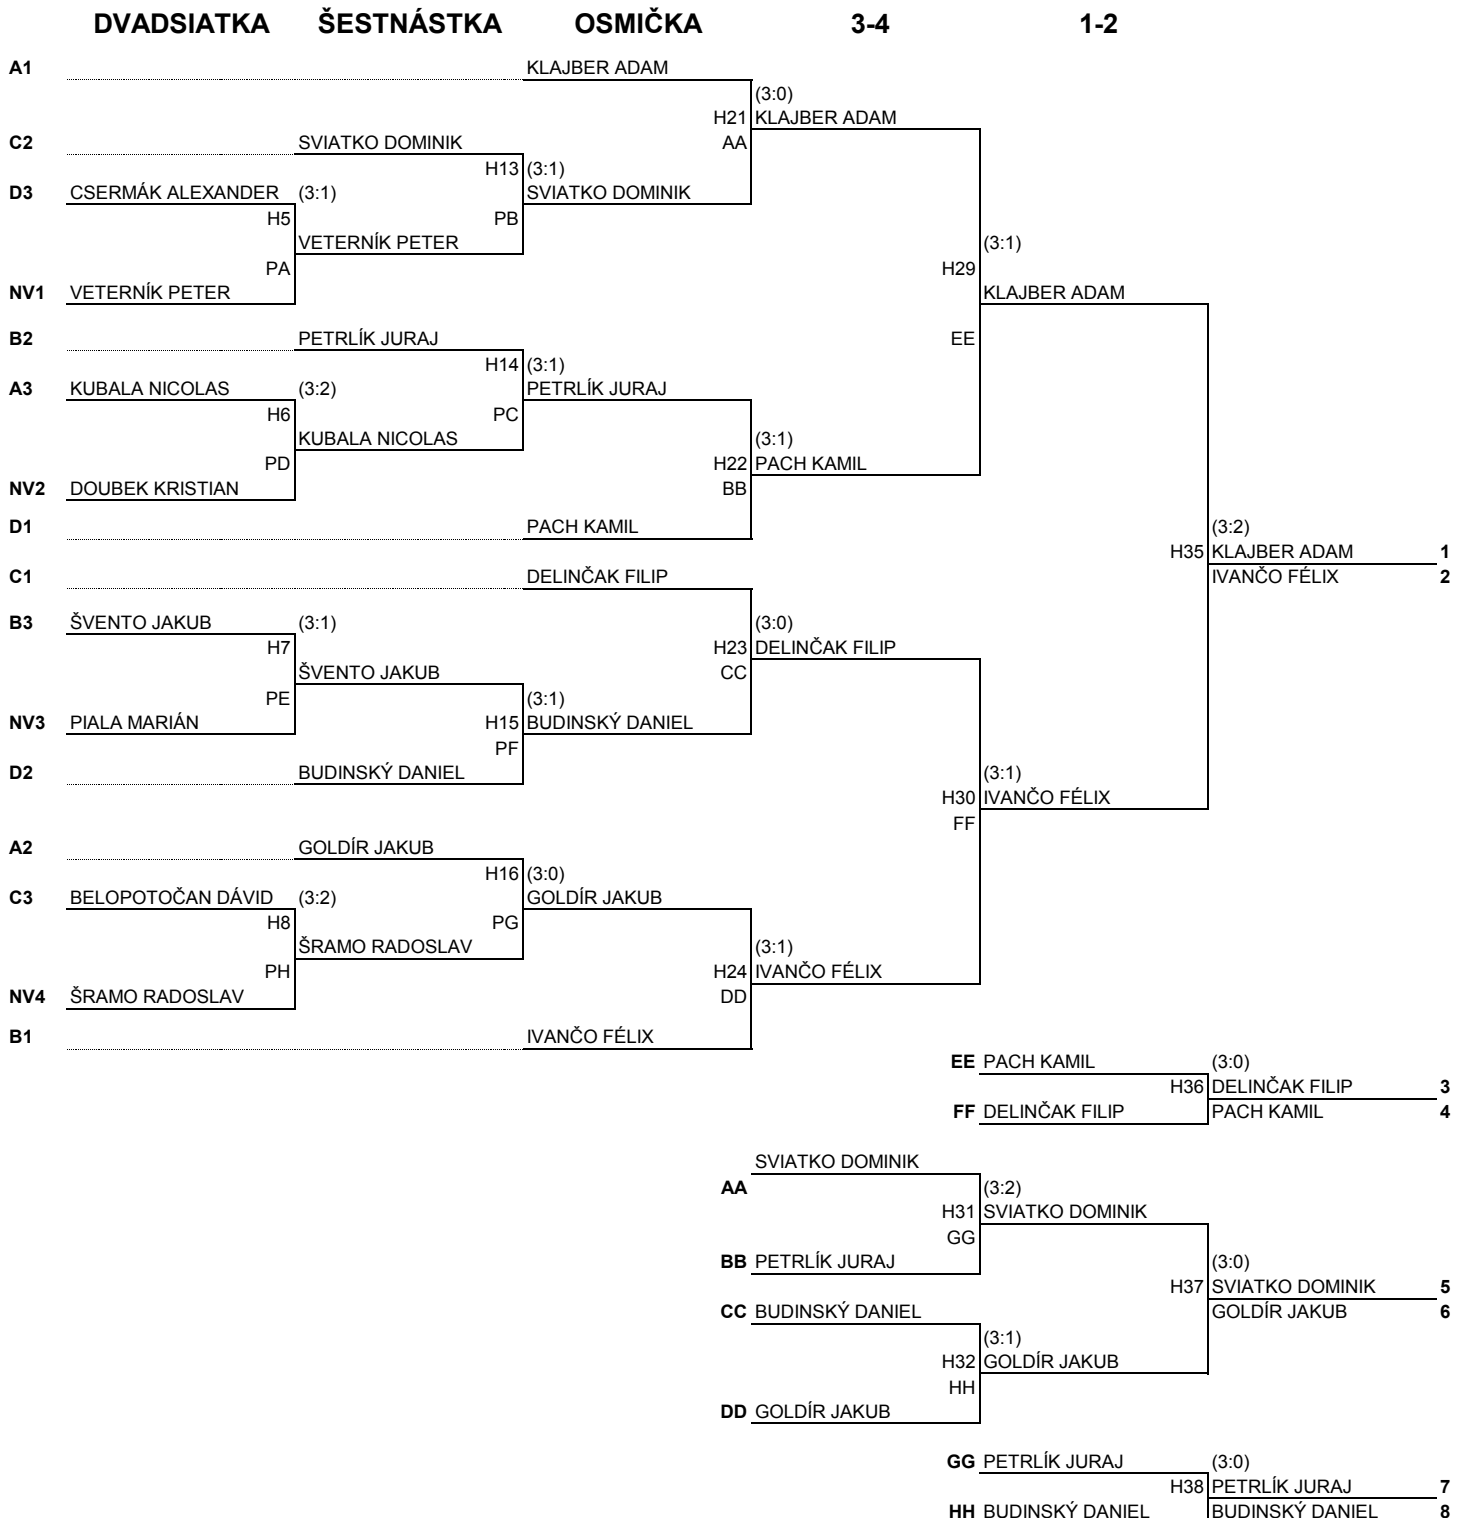 DVADSIATKA ŠESTNÁSTKA OSMIČKA 3-4 1-2
A1 KLAJBER ADAM
(3:0)
H21 KLAJBER ADAM
C2 SVIATKO DOMINIK AA
H13 (3:1)
D3 CSERMÁK ALEXANDER (3:1) SVIATKO DOMINIK
H5 PB
VETERNÍK PETER (3:1)
PA H29
NV1 VETERNÍK PETER KLAJBER ADAM
B2 PETRLÍK JURAJ EE
H14 (3:1)
A3 KUBALA NICOLAS (3:2) PETRLÍK JURAJ
H6 PC
KUBALA NICOLAS (3:1)
PD H22 PACH KAMIL
NV2 DOUBEK KRISTIAN BB
D1 PACH KAMIL (3:2)
H35 KLAJBER ADAM 1
C1 DELINČAK FILIP IVANČO FÉLIX 2
B3 ŠVENTO JAKUB (3:1) (3:0)
H7 H23 DELINČAK FILIP
ŠVENTO JAKUB CC
PE (3:1)
NV3 PIALA MARIÁN H15 BUDINSKÝ DANIEL
PF
D2 BUDINSKÝ DANIEL (3:1)
H30 IVANČO FÉLIX
FF
A2 GOLDÍR JAKUB
H16 (3:0)
C3 BELOPOTOČAN DÁVID (3:2) GOLDÍR JAKUB
H8 PG
ŠRAMO RADOSLAV (3:1)
PH H24 IVANČO FÉLIX
NV4 ŠRAMO RADOSLAV DD
B1 IVANČO FÉLIX
EE PACH KAMIL (3:0)
H36 DELINČAK FILIP 3
FF DELINČAK FILIP PACH KAMIL 4
SVIATKO DOMINIK
AA (3:2)
H31 SVIATKO DOMINIK
GG
BB PETRLÍK JURAJ (3:0)
H37 SVIATKO DOMINIK 5
CC BUDINSKÝ DANIEL GOLDÍR JAKUB 6
(3:1)
H32 GOLDÍR JAKUB
HH
DD GOLDÍR JAKUB
GG PETRLÍK JURAJ (3:0)
H38 PETRLÍK JURAJ 7
HH BUDINSKÝ DANIEL BUDINSKÝ DANIEL 8